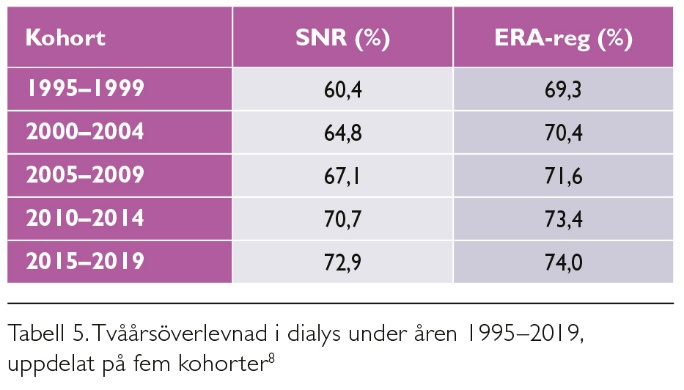 Kohort SNR (%) ERA-reg (%)
1995–1999 60,4 69,3
2000–2004 64,8 70,4
2005–2009 67,1 71,6
2010–2014 70,7 73,4
2015–2019 72,9 74,0
Tabell 5. Tvåårsöverlevnad i dialys under åren 1995–2019,
uppdelat på fem kohorter⁸